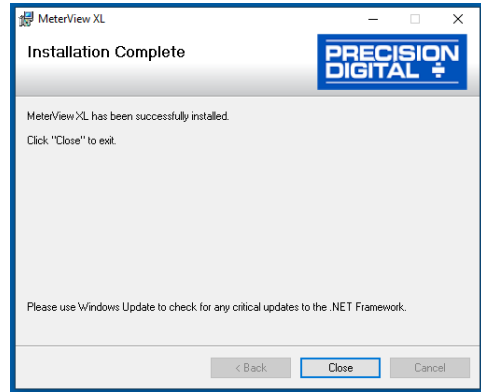 MeterView XL
Installation Complete
PRECISION
DIGITAL
MeterView XL has been successfully installed.
Click "Close" to exit.
Please use Windows Update to check for any critical updates to the .NET Framework.
< Back Close Cancel